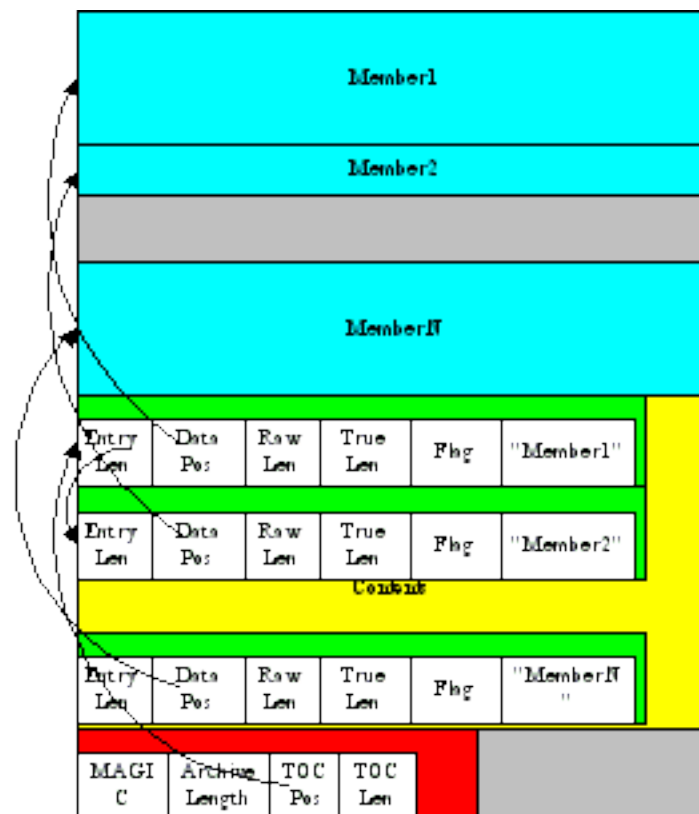 Member1
Member2
MemberN
Entry Data Raw True Flag "Member1"
Len Pos Len Len
Entry Data Raw True Flag "Member2"
Len Pos Len Len
Content
Entry Data Raw True Flag "MemberN
Len Pos Len Len "
MAGI Archive TOC TOC
C Length Pos Len